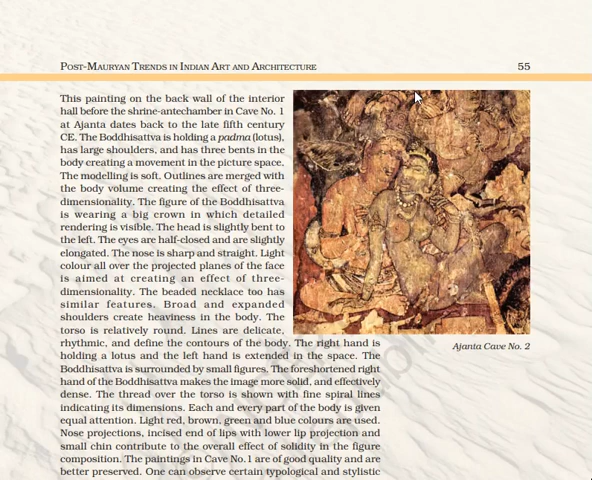 POST-MAURYAN TRENDS IN INDIAN ART AND ARCHITECTURE 55
This painting on the back wall of the interior
hall before the shrine-antechamber in Cave No. 1
at Ajanta dates back to the late fifth century
CE. The Boddhisattva is holding a padma (lotus),
has large shoulders, and has three bents in the
body creating a movement in the picture space.
The modelling is soft. Outlines are merged with
the body volume creating the effect of three-
dimensionality. The figure of the Boddhisattva
is wearing a big crown in which detailed
rendering is visible. The head is slightly bent to
the left. The eyes are half-closed and are slightly
elongated. The nose is sharp and straight. Light
colour all over the projected planes of the face
is aimed at creating an effect of three-
dimensionality. The beaded necklace too has
similar features. Broad and expanded
shoulders create heaviness in the body. The
torso is relatively round. Lines are delicate,
rhythmic, and define the contours of the body. The right hand is
holding a lotus and the left hand is extended in the space. The
Boddhisattva is surrounded by small figures. The foreshortened right
hand of the Boddhisattva makes the image more solid, and effectively
dense. The thread over the torso is shown with fine spiral lines
indicating its dimensions. Each and every part of the body is given
equal attention. Light red, brown, green and blue colours are used.
Nose projections, incised end of lips with lower lip projection and
small chin contribute to the overall effect of solidity in the figure
composition. The paintings in Cave No.1 are of good quality and are
better preserved. One can observe certain typological and stylistic
Ajanta Cave No. 2